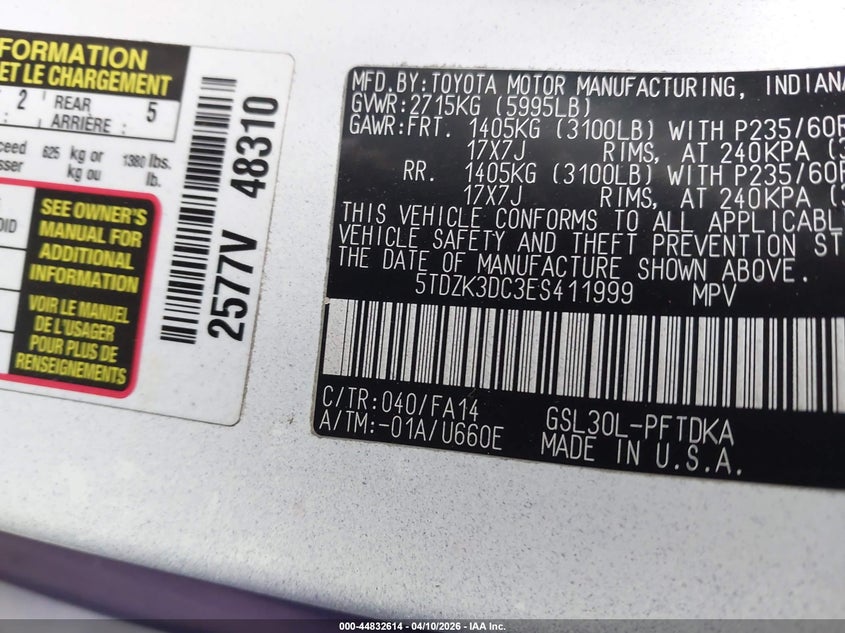 FORMATION
ET LE CHARGEMENT
2 REAR 5
ARRIÈRE :
625 kg or 1380 lbs.
kg ou lb.
SEE OWNER'S
MANUAL FOR
ADDITIONAL
INFORMATION
VOIR LE MANUEL
DE L'USAGER
POUR PLUS DE
RENSEIGNEMENTS
2577V 48310
MFD.BY:TOYOTA MOTOR MANUFACTURING, INDIANA
GVWR:2715KG (5995LB)
GAWR:FRT. 1405KG (3100LB) WITH P235/60R
17X7J RIMS, AT 240KPA (3
RR. 1405KG (3100LB) WITH P235/60R
17X7J RIMS, AT 240KPA (3
THIS VEHICLE CONFORMS TO ALL APPLICABL
VEHICLE SAFETY AND THEFT PREVENTION ST
THE DATE OF MANUFACTURE SHOWN ABOVE.
5TDZK3DC3ES411999 MPV
C/TR:040/FA14 GSL30L-PFTDKA
A/TM:-01A/U660E MADE IN U.S.A.
000-44832614 - 04/10/2026 - IAA Inc.